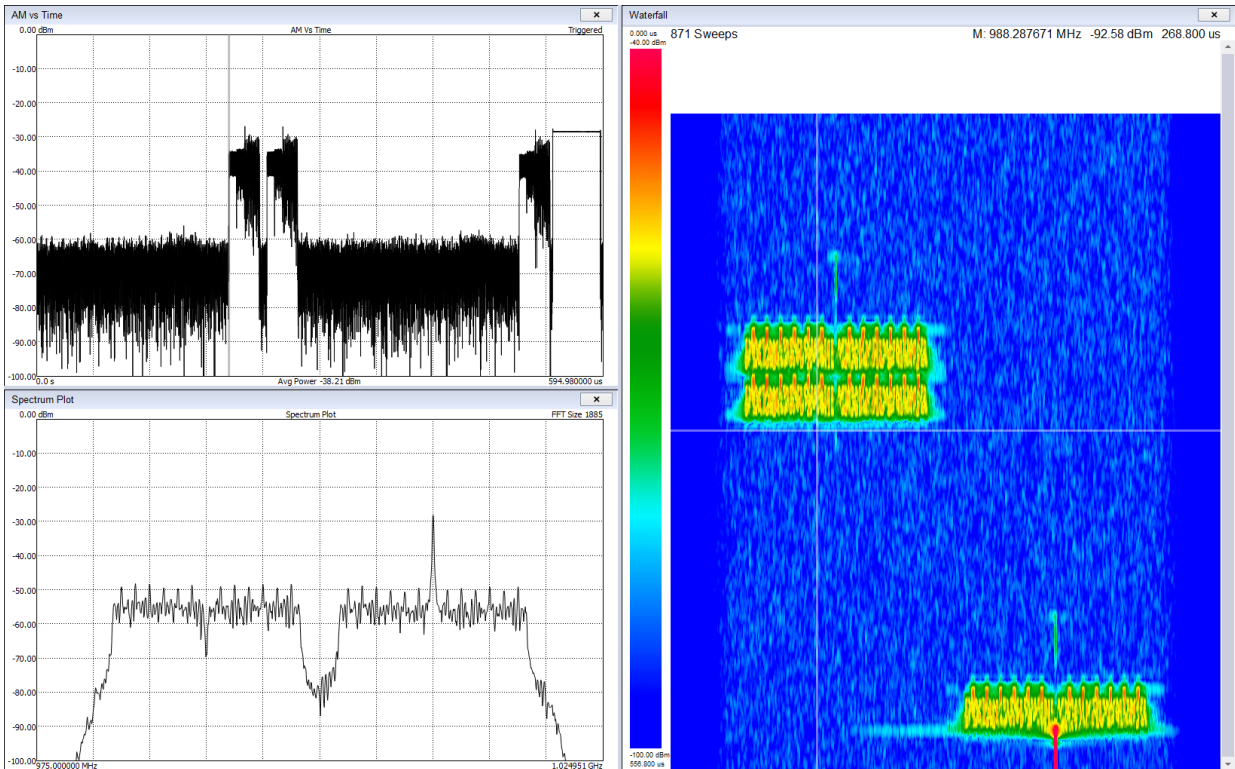 AM vs Time
0.00 dBm AM Vs Time Triggered
-10.00
-20.00
-30.00
-40.00
-50.00
-60.00
-70.00
-80.00
-90.00
-100.00
0.0 s Avg Power -38.21 dBm 594.980000 us
Spectrum Plot
0.00 dBm Spectrum Plot FFT Size 1885
-10.00
-20.00
-30.00
-40.00
-50.00
-60.00
-70.00
-80.00
-90.00
-100.00
975.000000 MHz 1.024951 GHz
Waterfall
0.000 us
-40.00 dBm
871 Sweeps M: 988.287671 MHz -92.58 dBm 268.800 us
-100.00 dBm
556.800 us